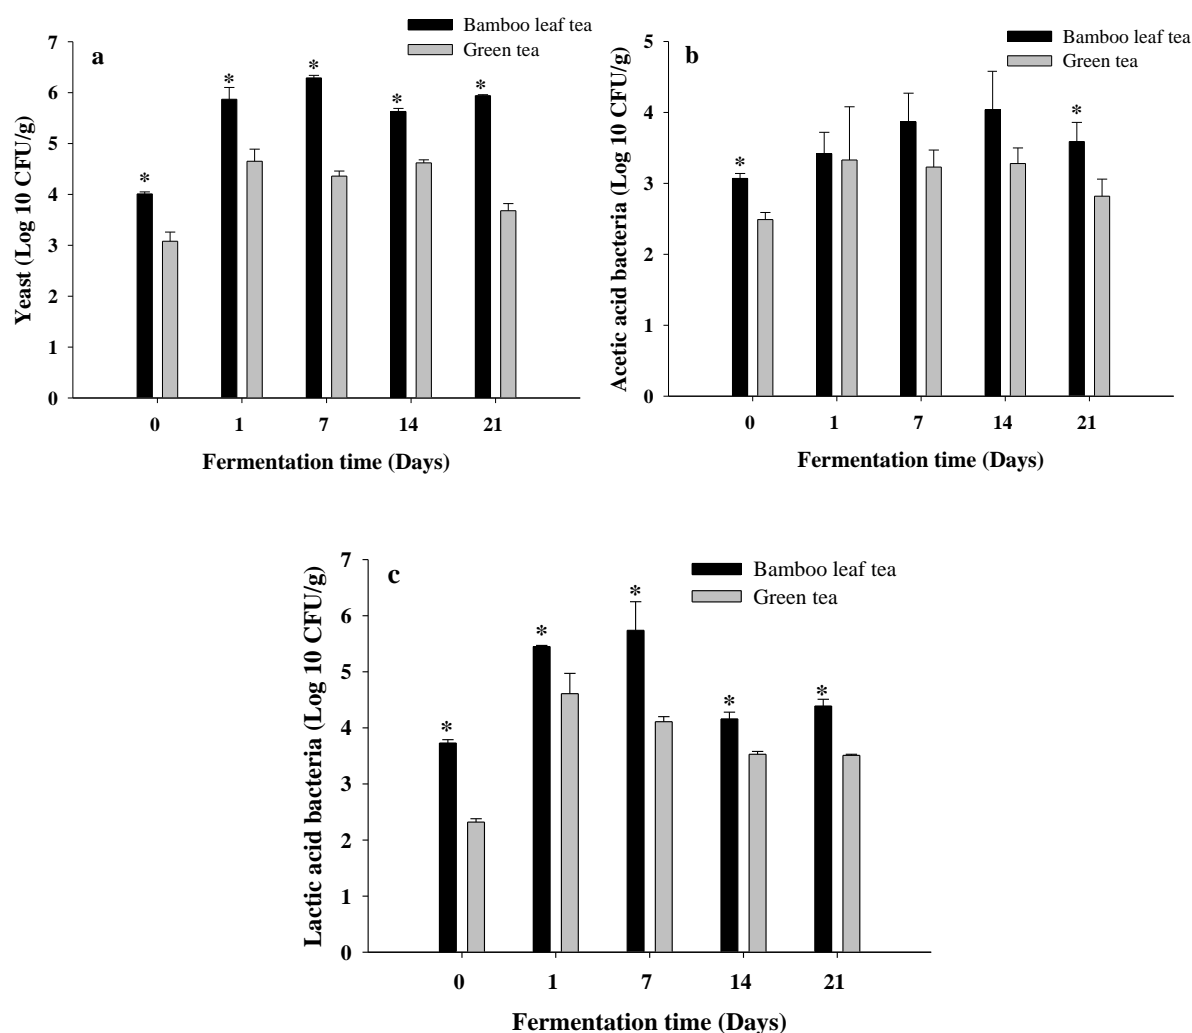 Bamboo leaf tea
Green tea
a
7
6
5
4
3
2
1
0
Yeast (Log 10 CFU/g)
* * * * *
0 1 7 14 21
Fermentation time (Days)
Bamboo leaf tea
Green tea
b
5
4
3
2
1
0
Acetic acid bacteria (Log 10 CFU/g)
* *
0 1 7 14 21
Fermentation time (Days)
c
Bamboo leaf tea
Green tea
7
6
5
4
3
2
1
0
Lactic acid bacteria (Log 10 CFU/g)
* * * * *
0 1 7 14 21
Fermentation time (Days)